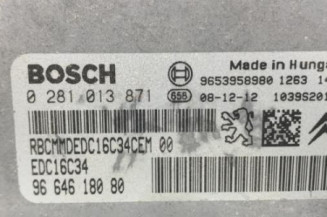 BOSCH
Made in Hunga
9653958980 1263 14
0 281 013 871
658 08-12-12 1039S201
RBCMMDEDC16C34CEM 00
EDC16C34
96 646 180 80